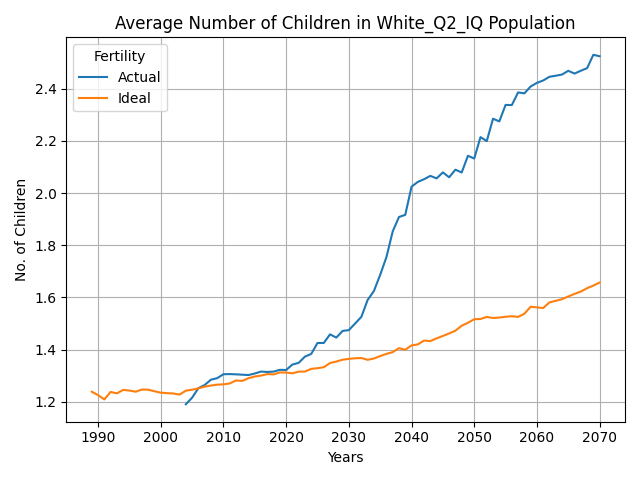 Average Number of Children in White_Q2_IQ Population
Fertility
Actual
Ideal
No. of Children
2.4
2.2
2.0
1.8
1.6
1.4
1.2
1990 2000 2010 2020 2030 2040 2050 2060 2070
Years